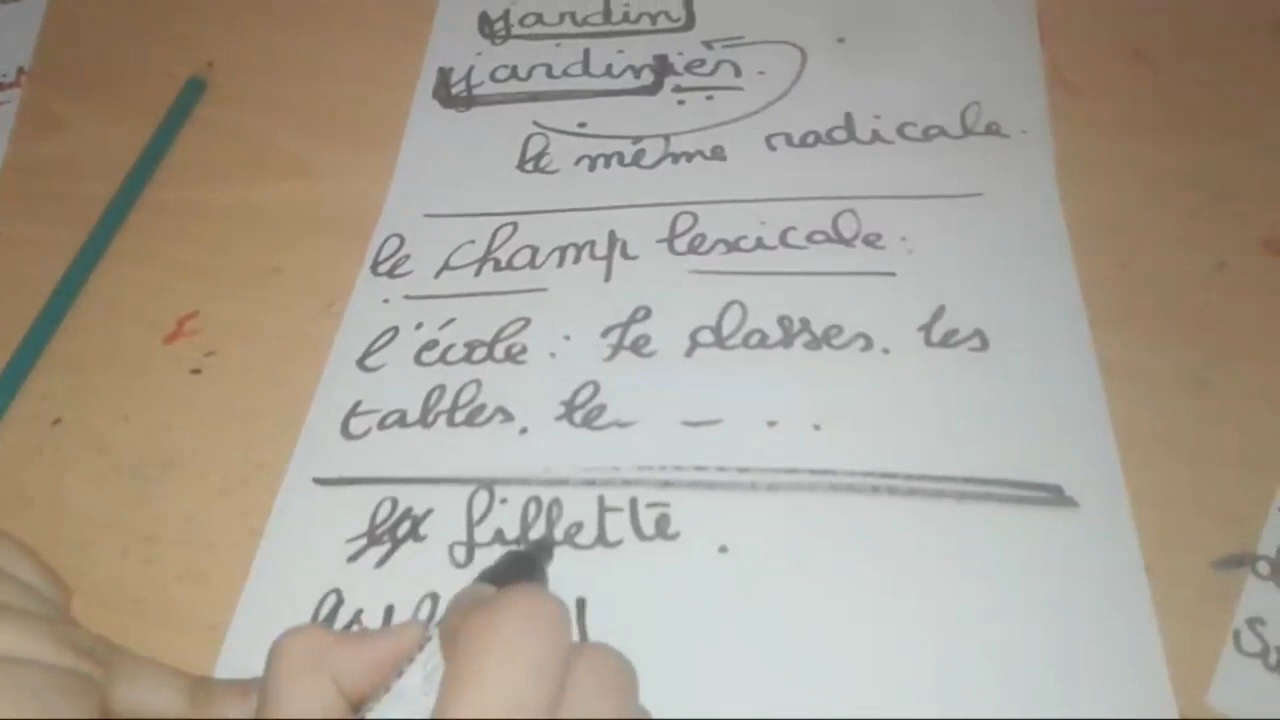 jardin
jardinier.
le même radicale.
le champ lexicale:
l'école: Le classes. les
tables. le - ...
fillette.